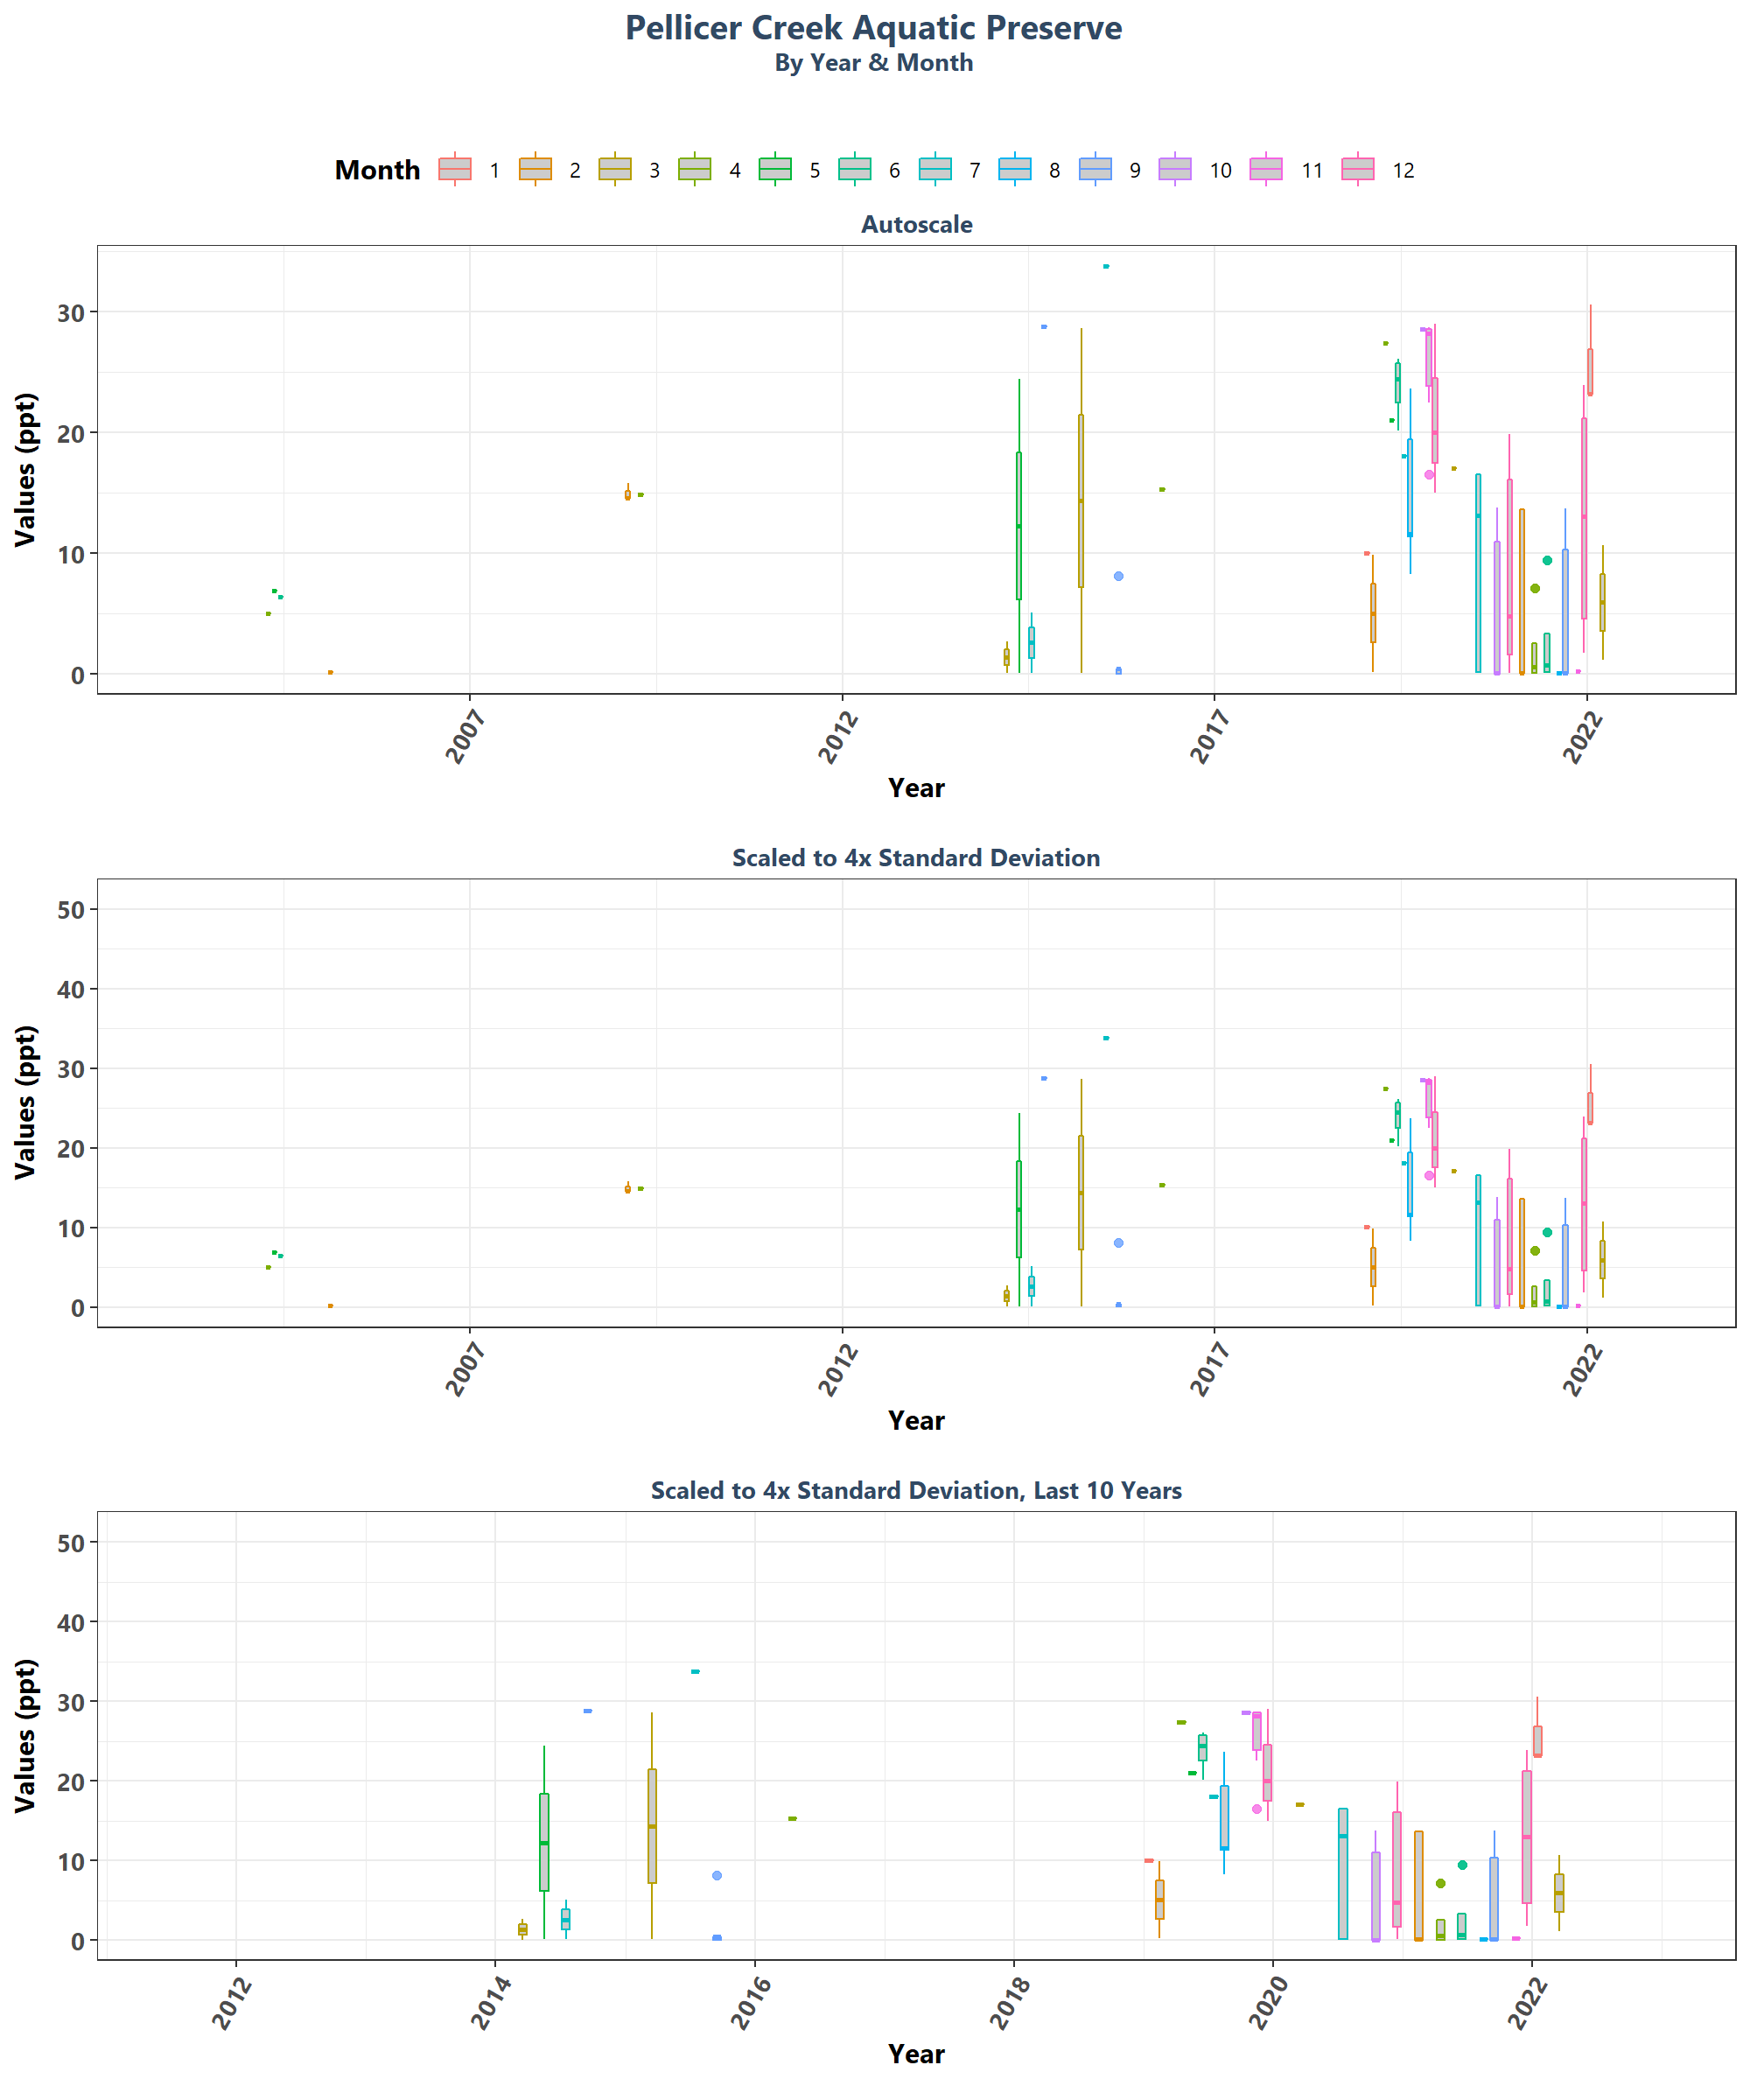 Pellicer Creek Aquatic Preserve
By Year & Month
Month 1 2 3 4 5 6 7 8 9 10 11 12
Autoscale
Values (ppt)
30
20
10
0
2007 2012 2017 2022
Year
Scaled to 4x Standard Deviation
Values (ppt)
50
40
30
20
10
0
2007 2012 2017 2022
Year
Scaled to 4x Standard Deviation, Last 10 Years
Values (ppt)
50
40
30
20
10
0
2012 2014 2016 2018 2020 2022
Year